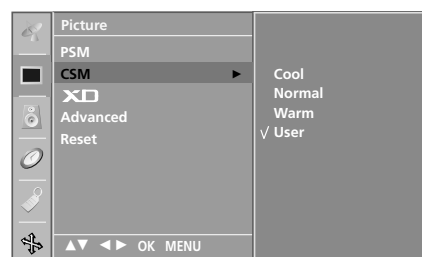 Picture
PSM
CSM ►
XD
Advanced
Reset
▲▼ ◄► OK MENU
Cool
Normal
Warm
√ User